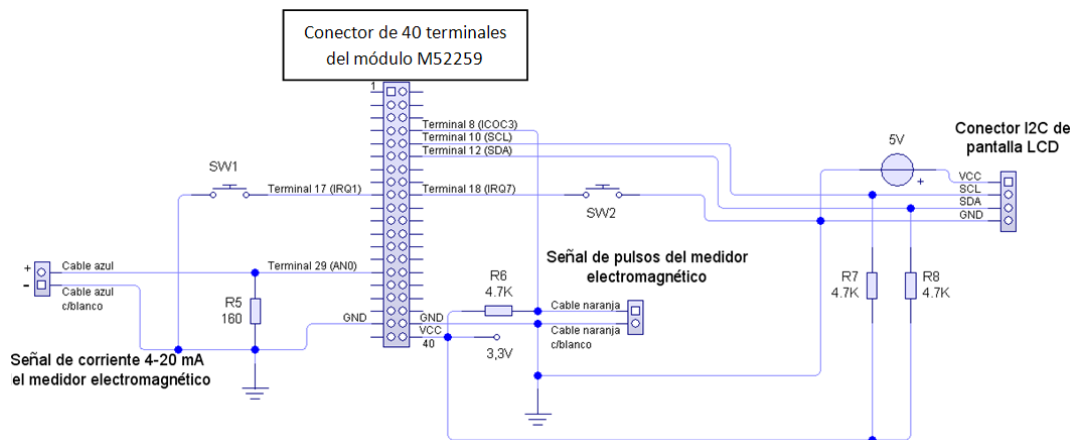 Conector de 40 terminales
del módulo M52259
1
Terminal 8 (ICOC3)
Terminal 10 (SCL)
Terminal 12 (SDA)
SW1
Terminal 17 (IRQ1)
Terminal 18 (IRQ7)
SW2
5V
+
Conector I2C de
pantalla LCD
VCC
SCL
SDA
GND
+
-
Cable azul
Cable azul
c/blanco
Terminal 29 (AN0)
R5
160
GND
GND
VCC
40
R6
4.7K
3,3V
Señal de pulsos del medidor
electromagnético
Cable naranja
Cable naranja
c/blanco
R7
4.7K
R8
4.7K
Señal de corriente 4-20 mA
el medidor electromagnético